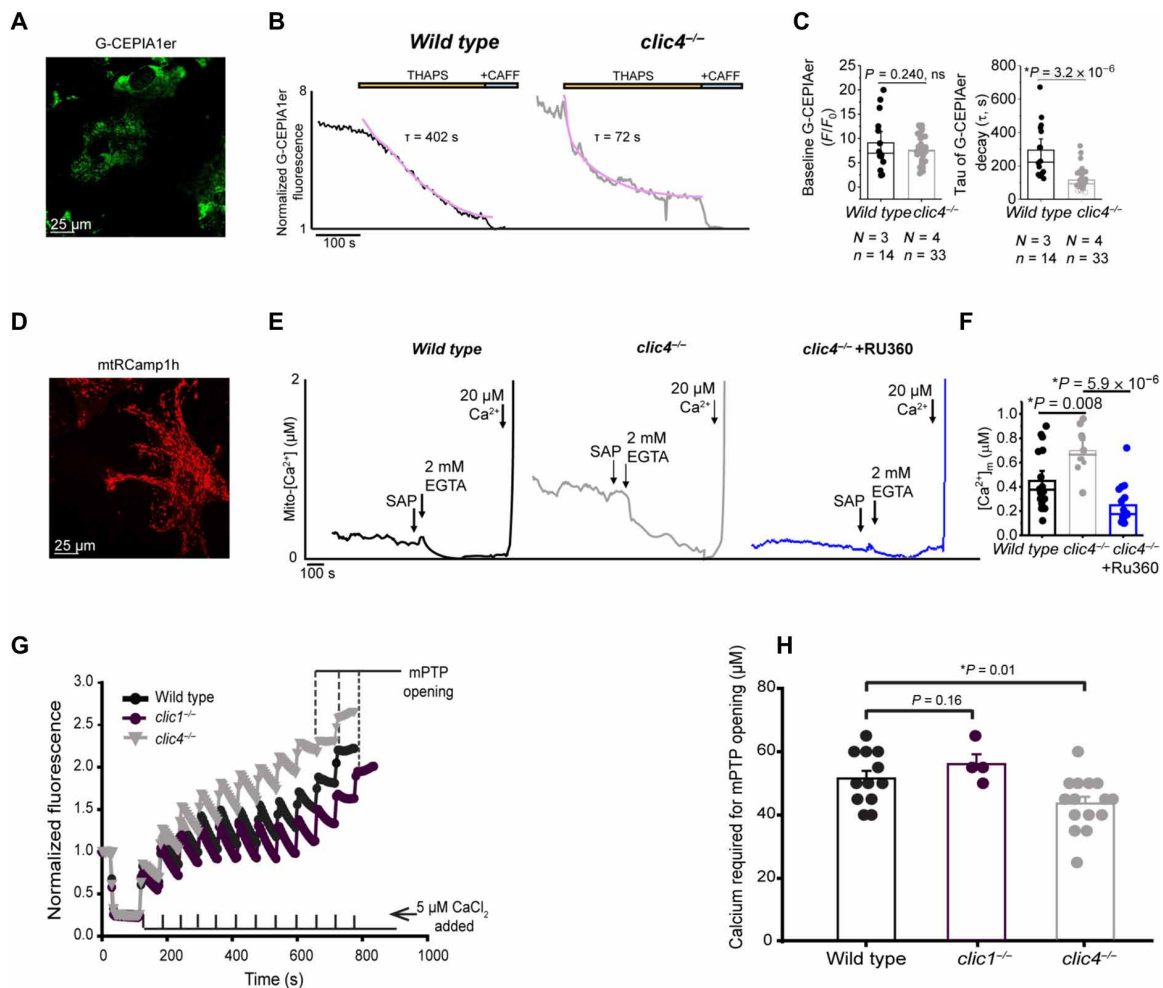 A
G-CEPIA1er
25 µm
B
Wild type
clic4–/–
THAPS
+CAFF
THAPS
+CAFF
8
Normalized G-CEPIA1er
fluorescence
1
τ = 402 s
τ = 72 s
100 s
C
P = 0.240, ns
Baseline G-CEPIAer
(F/F0)
25
20
15
10
5
0
Wild type clic4–/–
N = 3 N = 4
n = 14 n = 33
*P = 3.2 × 10–6
Tau of G-CEPIAer
decay (τ, s)
800
600
400
200
0
Wild type clic4–/–
N = 3 N = 4
n = 14 n = 33
D
mtRCamp1h
25 µm
E
Wild type
clic4–/–
clic4–/– +RU360
2
Mito-[Ca2+] (µM)
0
100 s
20 µM
Ca2+
SAP
2 mM
EGTA
20 µM
Ca2+
SAP
2 mM
EGTA
20 µM
Ca2+
SAP
2 mM
EGTA
F
*P = 5.9 × 10–6
*P = 0.008
[Ca2+]m (µM)
1.0
0.8
0.6
0.4
0.2
0
Wild type clic4–/– clic4–/–
+Ru360
G
Normalized fluorescence
3.0
2.5
2.0
1.5
1.0
0.5
0.0
Wild type
clic1–/–
clic4–/–
mPTP
opening
5 µM CaCl2
added
0 200 400 600 800 1000
Time (s)
H
Calcium required for mPTP opening (µM)
80
60
40
20
0
*P = 0.01
P = 0.16
Wild type clic1–/– clic4–/–